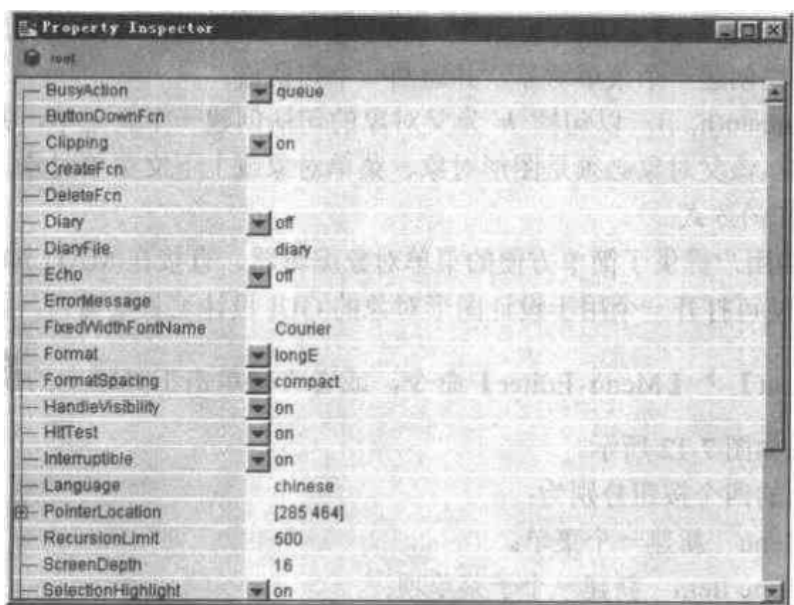 Property Inspector
root
BusyAction queue
ButtonDownFcn
Clipping on
CreateFcn
DeleteFcn
Diary off
DiaryFile diary
Echo off
ErrorMessage
FixedWidthFontName Courier
Format longE
FormatSpacing compact
HandleVisibility on
HitTest on
Interruptible on
Language chinese
PointerLocation [285 464]
RecursionLimit 500
ScreenDepth 16
SelectionHighlight on